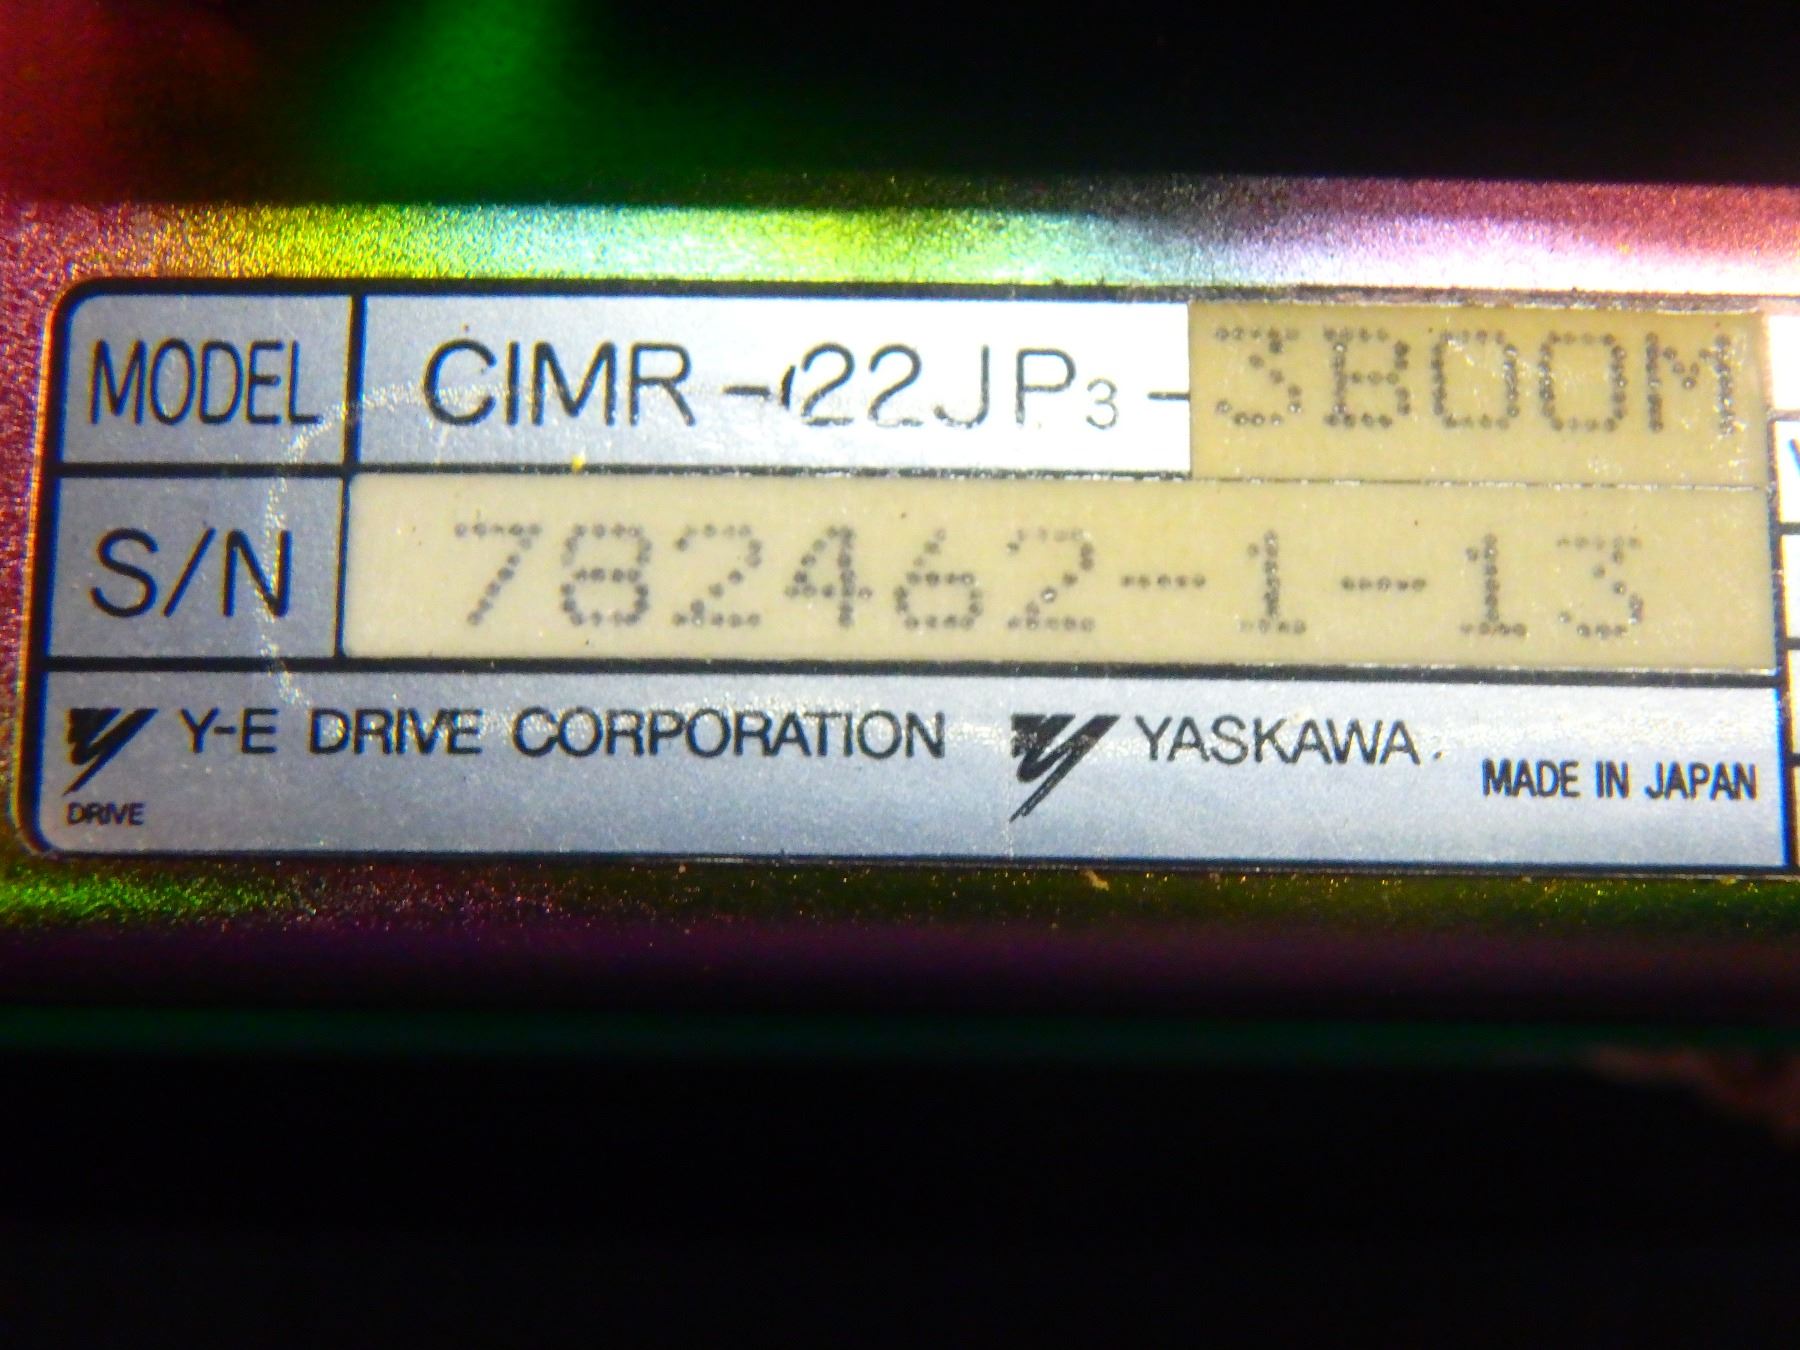 MODEL CIMR-22JP3-3B00M
S/N 782462-1-13
Y-E DRIVE CORPORATION YASKAWA
DRIVE
MADE IN JAPAN